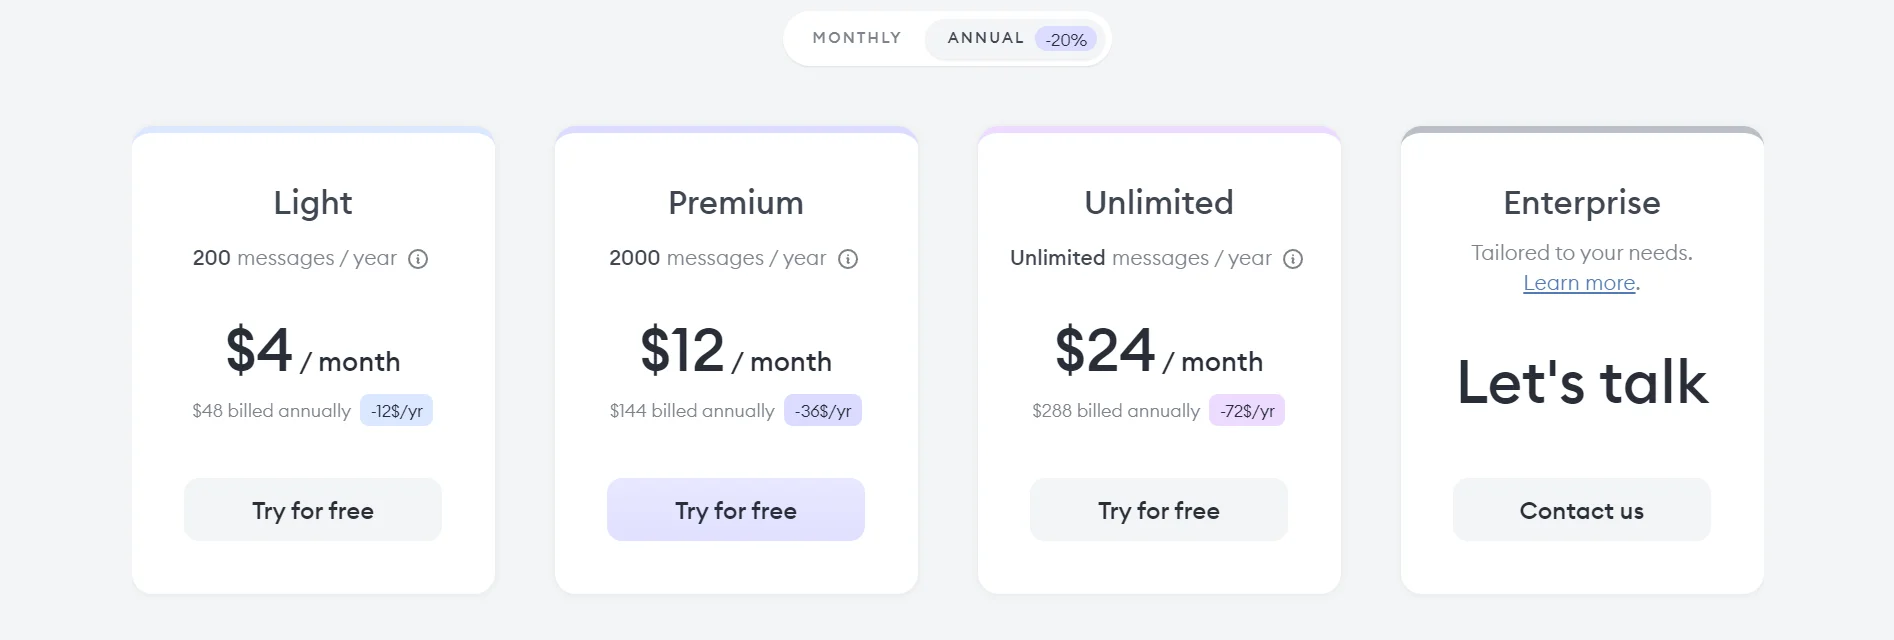 MONTHLY ANNUAL -20%
Light
200 messages / year
$4 / month
$48 billed annually -12$/yr
Try for free
Premium
2000 messages / year
$12 / month
$144 billed annually -36$/yr
Try for free
Unlimited
Unlimited messages / year
$24 / month
$288 billed annually -72$/yr
Try for free
Enterprise
Tailored to your needs.
Learn more.
Let's talk
Contact us